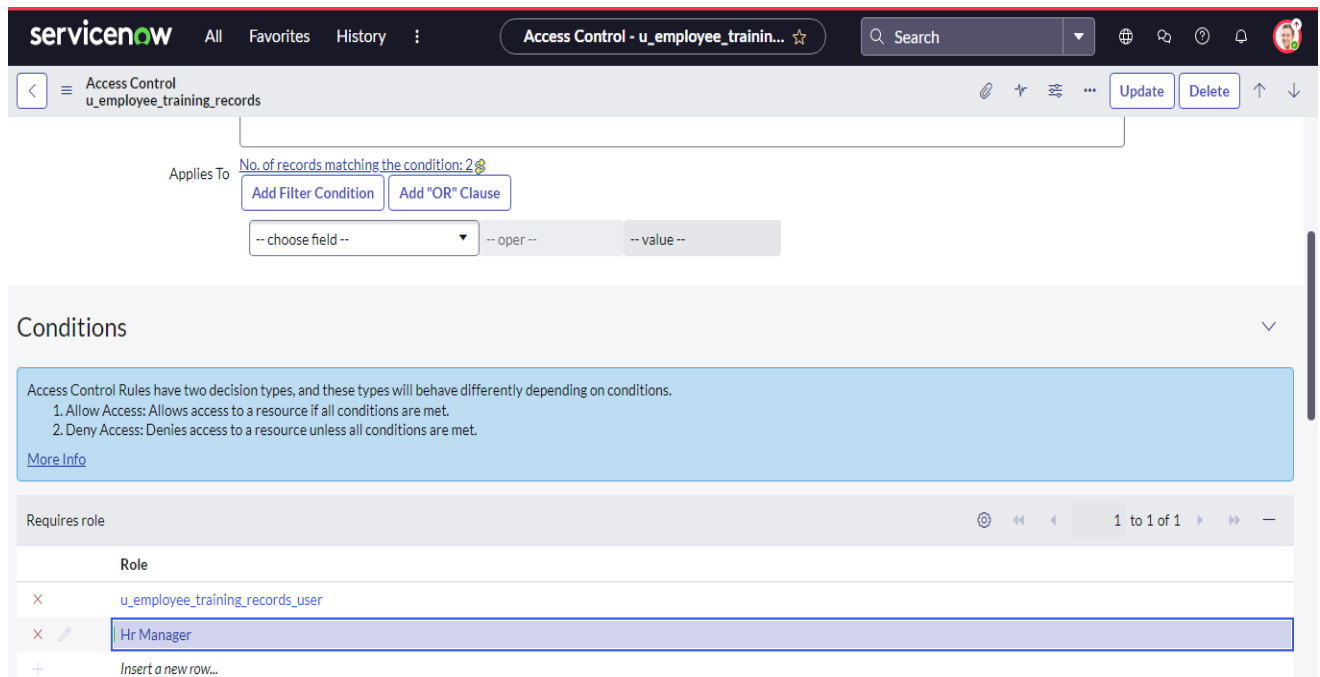 servicenow All Favorites History Access Control - u_employee_trainin... Search
Access Control
u_employee_training_records
Update Delete
Applies To No. of records matching the condition: 2
Add Filter Condition Add "OR" Clause
-- choose field -- -- oper -- -- value --
Conditions
Access Control Rules have two decision types, and these types will behave differently depending on conditions.
1. Allow Access: Allows access to a resource if all conditions are met.
2. Deny Access: Denies access to a resource unless all conditions are met.
More Info
Requires role 1 to 1 of 1
Role
u_employee_training_records_user
Hr Manager
Insert a new row...